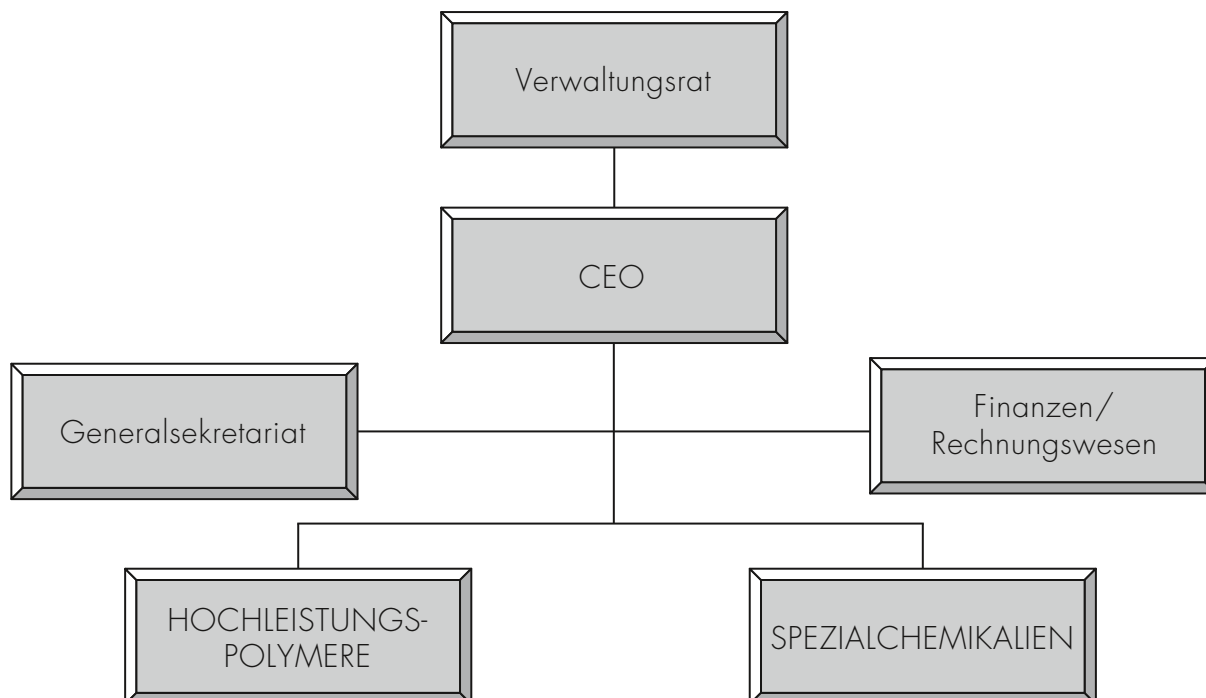 Verwaltungsrat
CEO
Generalsekretariat
Finanzen/
Rechnungswesen
HOCHLEISTUNGS-
POLYMERE
SPEZIALCHEMIKALIEN